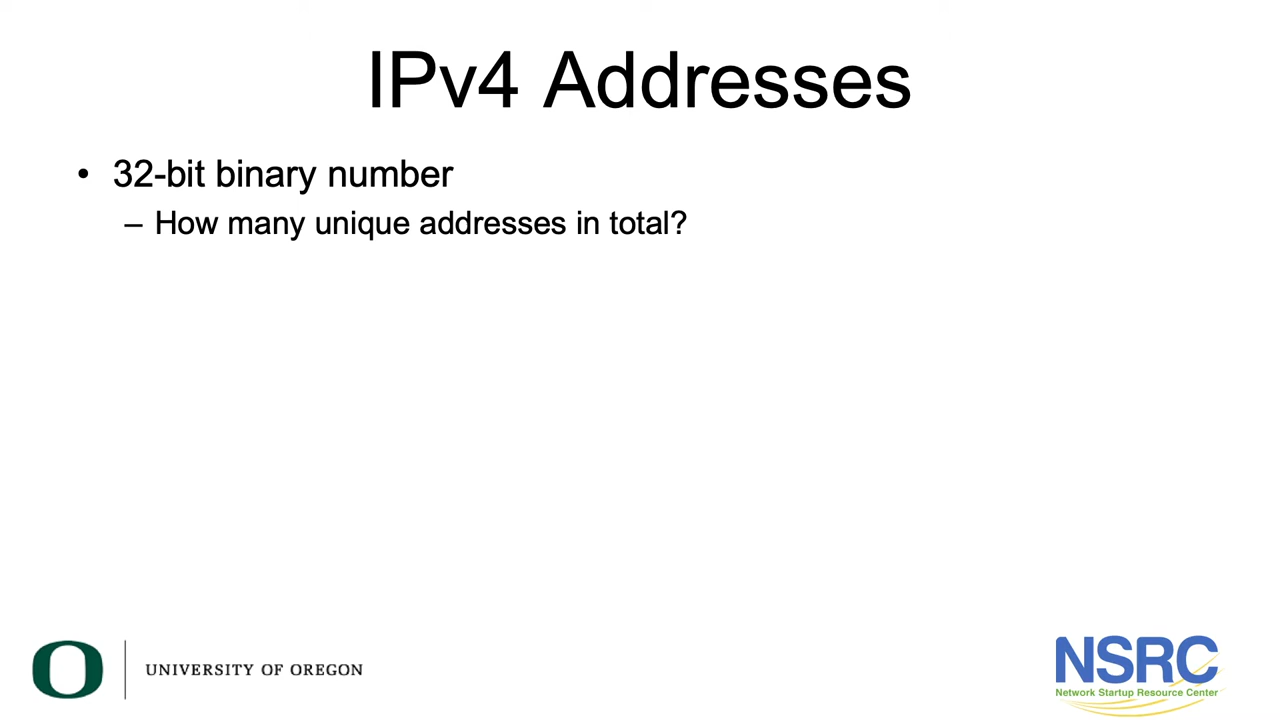 IPv4 Addresses
• 32-bit binary number
– How many unique addresses in total?
O
UNIVERSITY OF OREGON
NSRC
Network Startup Resource Center